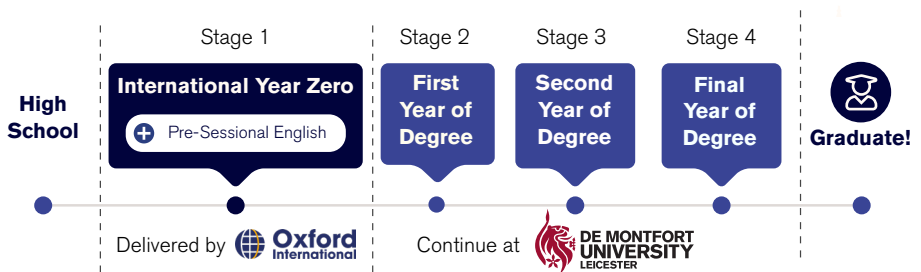 Stage 1
Stage 2
Stage 3
Stage 4
High
School
International Year Zero
Pre-Sessional English
First
Year of
Degree
Second
Year of
Degree
Final
Year of
Degree
Graduate!
Delivered by
Oxford
International
Continue at
DE MONTFORT
UNIVERSITY
LEICESTER